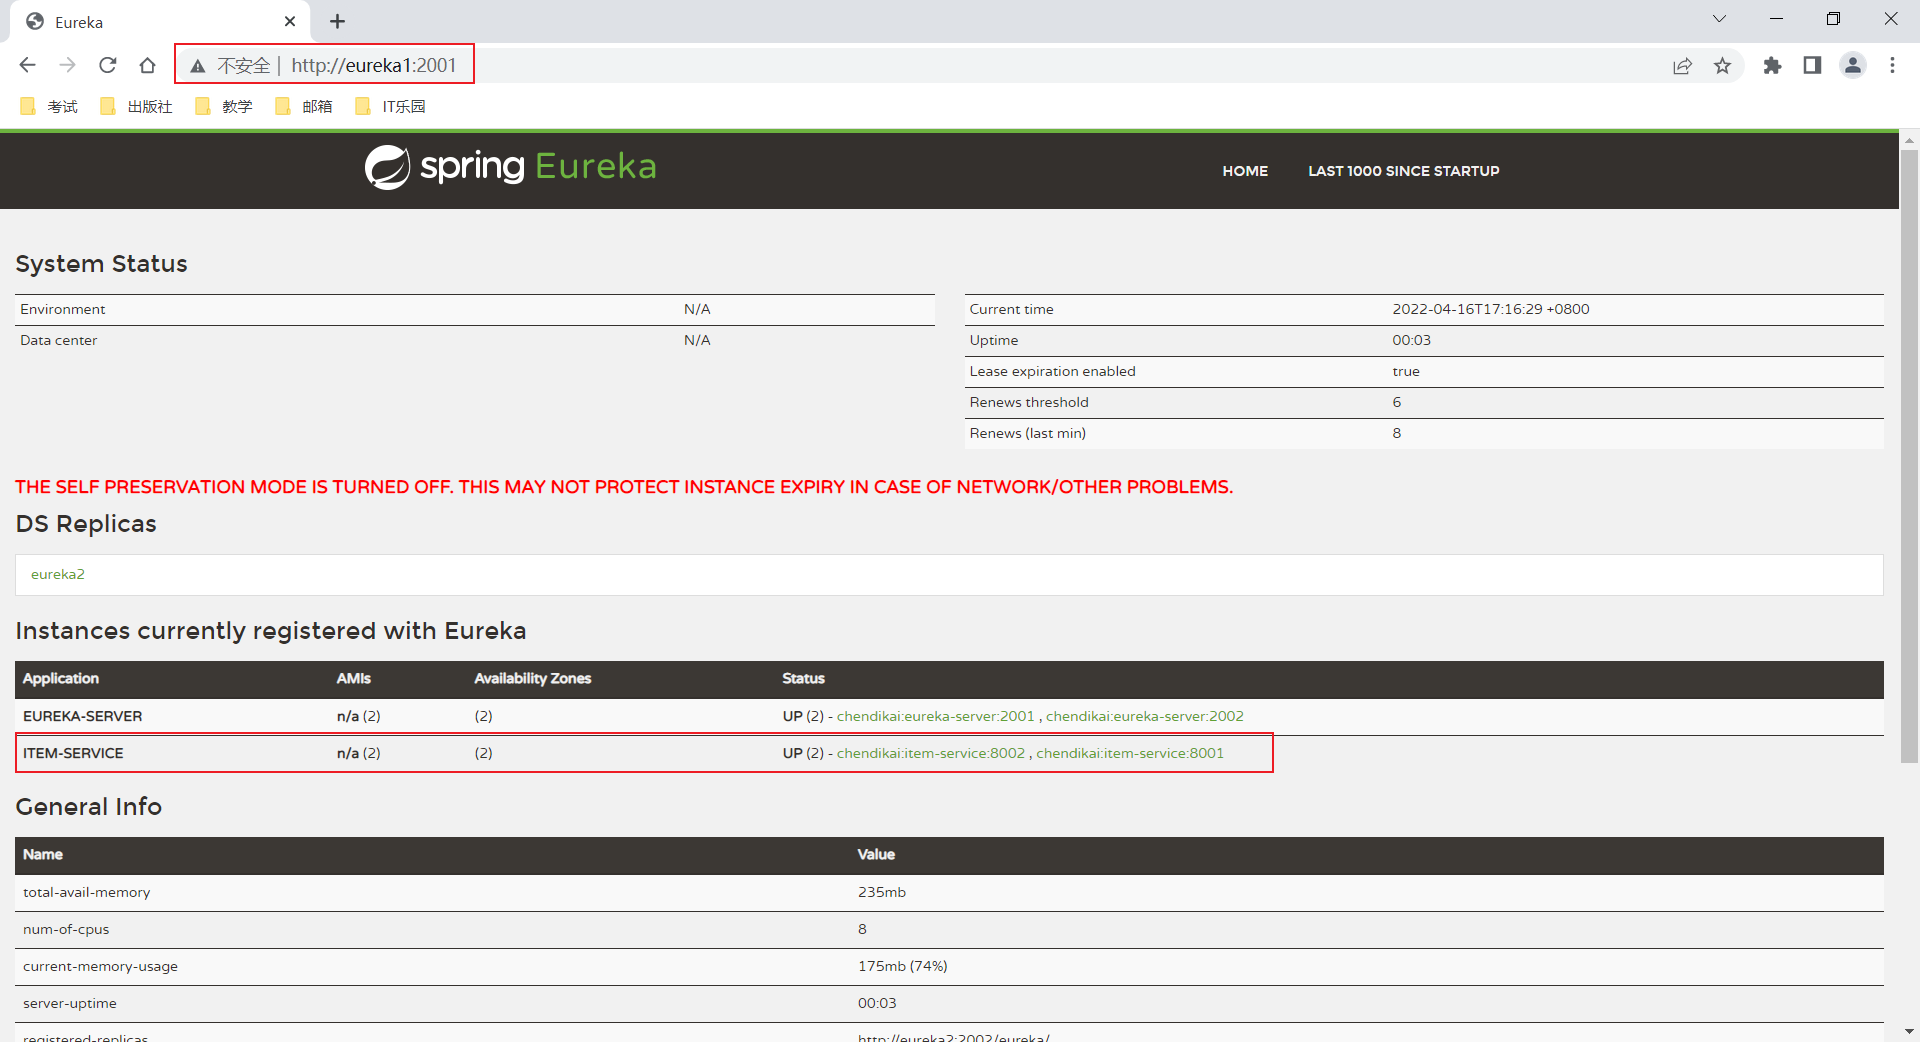 Eureka
不安全 | http://eureka1:2001
考试 出版社 教学 邮箱 IT乐园
spring Eureka HOME LAST 1000 SINCE STARTUP
System Status
Environment N/A
Data center N/A
Current time 2022-04-16T17:16:29 +0800
Uptime 00:03
Lease expiration enabled true
Renews threshold 6
Renews (last min) 8
THE SELF PRESERVATION MODE IS TURNED OFF. THIS MAY NOT PROTECT INSTANCE EXPIRY IN CASE OF NETWORK/OTHER PROBLEMS.
DS Replicas
eureka2
Instances currently registered with Eureka
Application AMIs Availability Zones Status
EUREKA-SERVER n/a (2) (2) UP (2) - chendikai:eureka-server:2001 , chendikai:eureka-server:2002
ITEM-SERVICE n/a (2) (2) UP (2) - chendikai:item-service:8002 , chendikai:item-service:8001
General Info
Name Value
total-avail-memory 235mb
num-of-cpus 8
current-memory-usage 175mb (74%)
server-uptime 00:03
registered-replicas http://eureka2:2002/eureka/